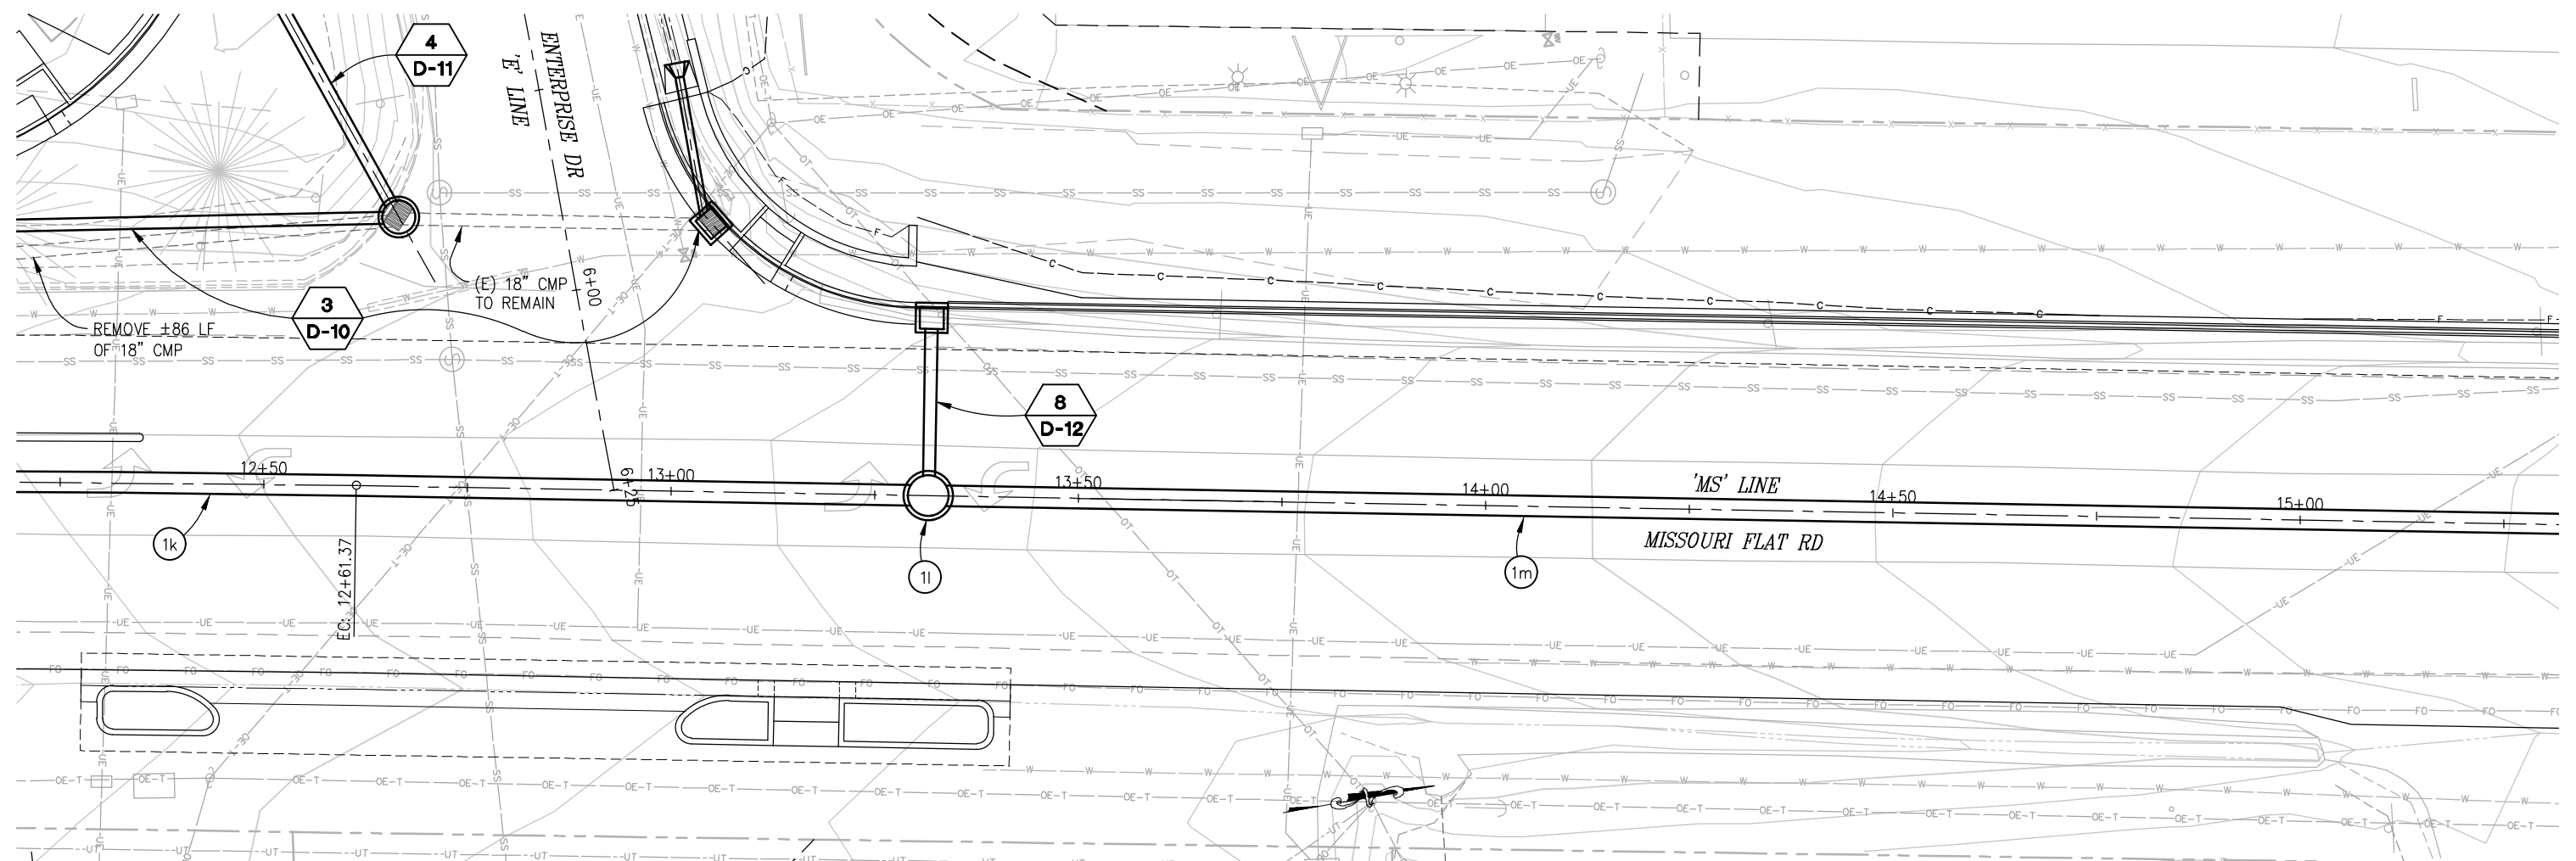 4
D-11
ENTERPRISE DR
'E' LINE
6+00
6+25
(E) 18" CMP
TO REMAIN
3
D-10
REMOVE ±86 LF
OF 18" CMP
8
D-12
12+50
13+00
13+50
14+00
14+50
15+00
'MS' LINE
MISSOURI FLAT RD
1k
1l
1m
EC: 12+61.37